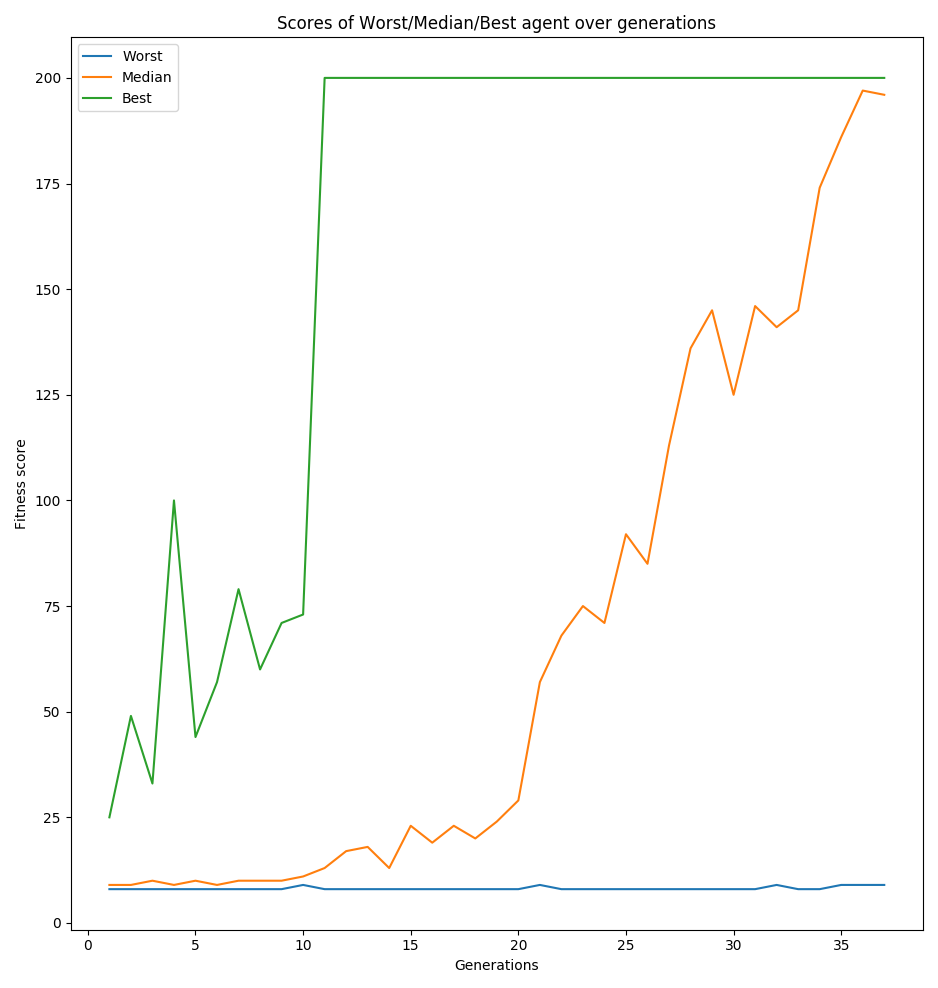 Scores of Worst/Median/Best agent over generations
Worst
Median
Best
200
175
150
125
100
75
50
25
0
Fitness score
0 5 10 15 20 25 30 35
Generations